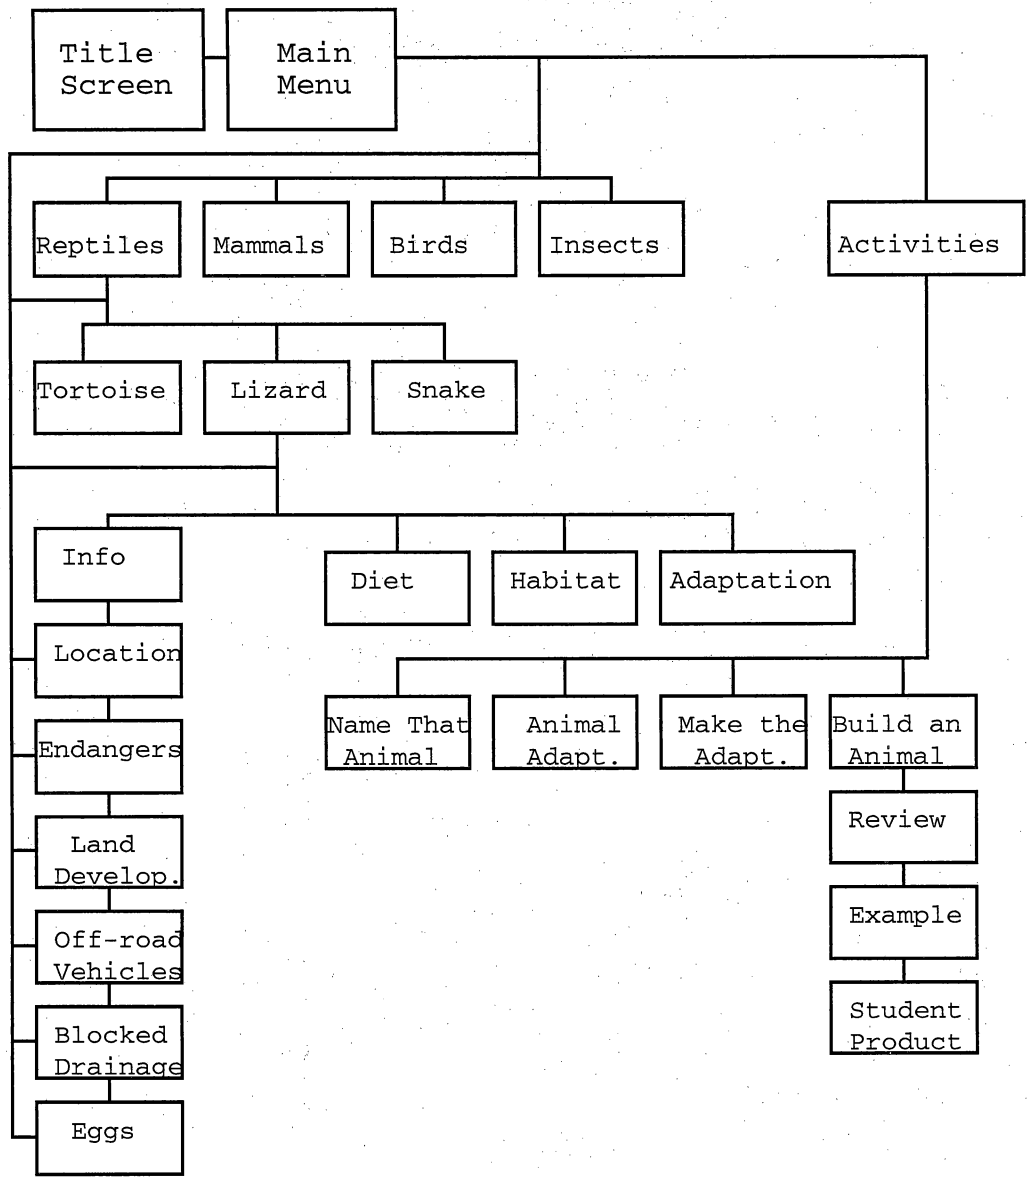 Title
Screen
Main
Menu
Reptiles
Mammals
Birds
Insects
Activities
Tortoise
Lizard
Snake
Info
Diet
Habitat
Adaptation
Location
Endangers
Land
Develop.
Off-road
Vehicles
Blocked
Drainage
Eggs
Name That
Animal
Animal
Adapt.
Make the
Adapt.
Build an
Animal
Review
Example
Student
Product